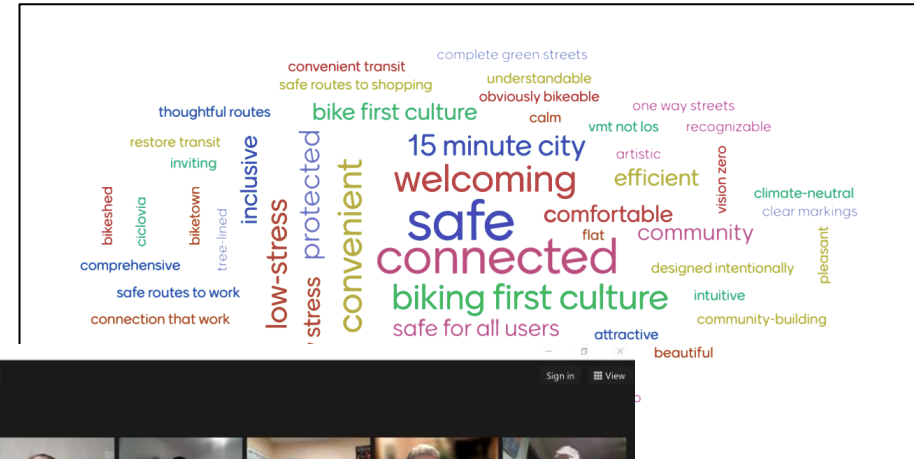 complete green streets
convenient transit
understandable
safe routes to shopping
obviously bikeable
one way streets
thoughtful routes
bike first culture
calm
vmt not los
recognizable
restore transit
15 minute city
artistic
inviting
inclusive
protected
welcoming
efficient
vision zero
convenient
climate-neutral
bikeshed
ciclovia
biketown
tree-lined
low-stress
safe
comfortable
clear markings
flat
community
pleasant
connected
comprehensive
designed intentionally
safe routes to work
stress
biking first culture
intuitive
connection that work
safe for all users
community-building
attractive
beautiful
Sign in
View